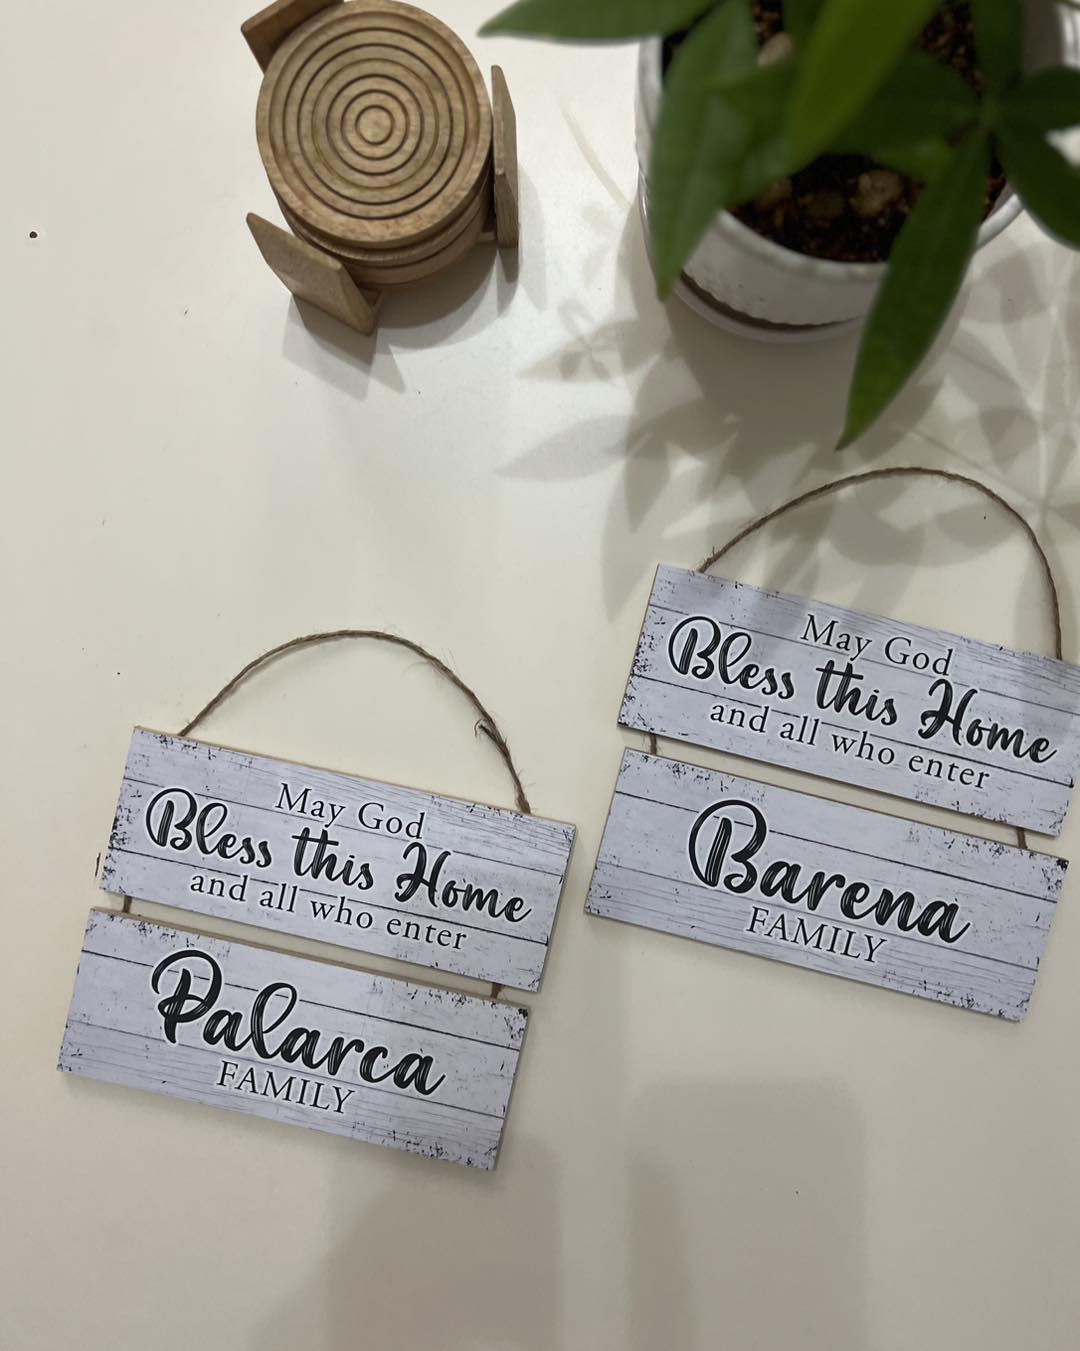 May God
Bless this Home
and all who enter
Palarca
FAMILY
May God
Bless this Home
and all who enter
Barena
FAMILY